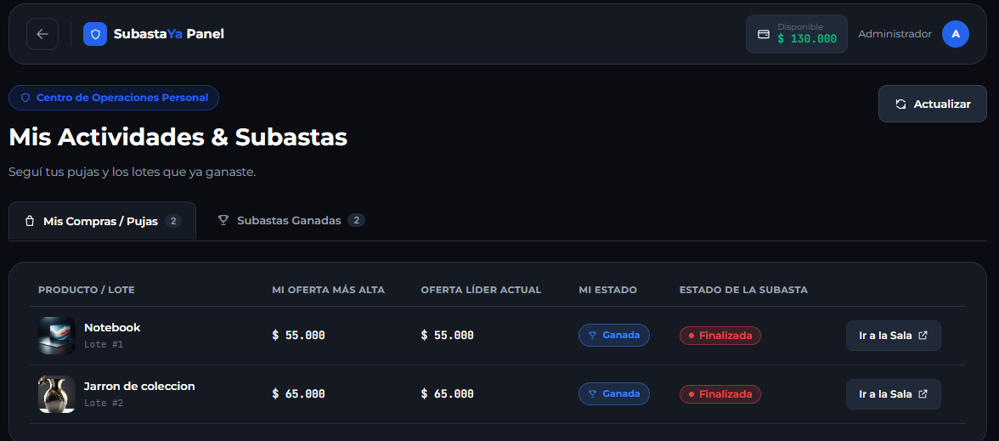 SubastaYa Panel
Disponible
$ 130.000
Administrador
A
Centro de Operaciones Personal
Actualizar
Mis Actividades & Subastas
Seguí tus pujas y los lotes que ya ganaste.
Mis Compras / Pujas 2
Subastas Ganadas 2
PRODUCTO / LOTE MI OFERTA MÁS ALTA OFERTA LÍDER ACTUAL MI ESTADO ESTADO DE LA SUBASTA
Notebook
Lote #1
$ 55.000 $ 55.000 Ganada Finalizada Ir a la Sala
Jarron de coleccion
Lote #2
$ 65.000 $ 65.000 Ganada Finalizada Ir a la Sala